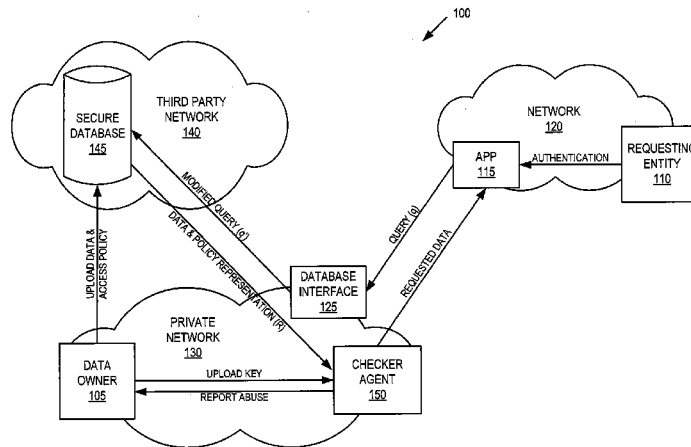 100
THIRD PARTY
NETWORK
140
SECURE
DATABASE
145
NETWORK
120
APP
115
AUTHENTICATION
REQUESTING
ENTITY
110
MODIFIED QUERY (q')
DATA & POLICY REPRESENTATION (R)
QUERY (q)
REQUESTED DATA
UPLOAD DATA &
ACCESS POLICY
DATABASE
INTERFACE
125
PRIVATE
NETWORK
130
DATA
OWNER
105
UPLOAD KEY
REPORT ABUSE
CHECKER
AGENT
150